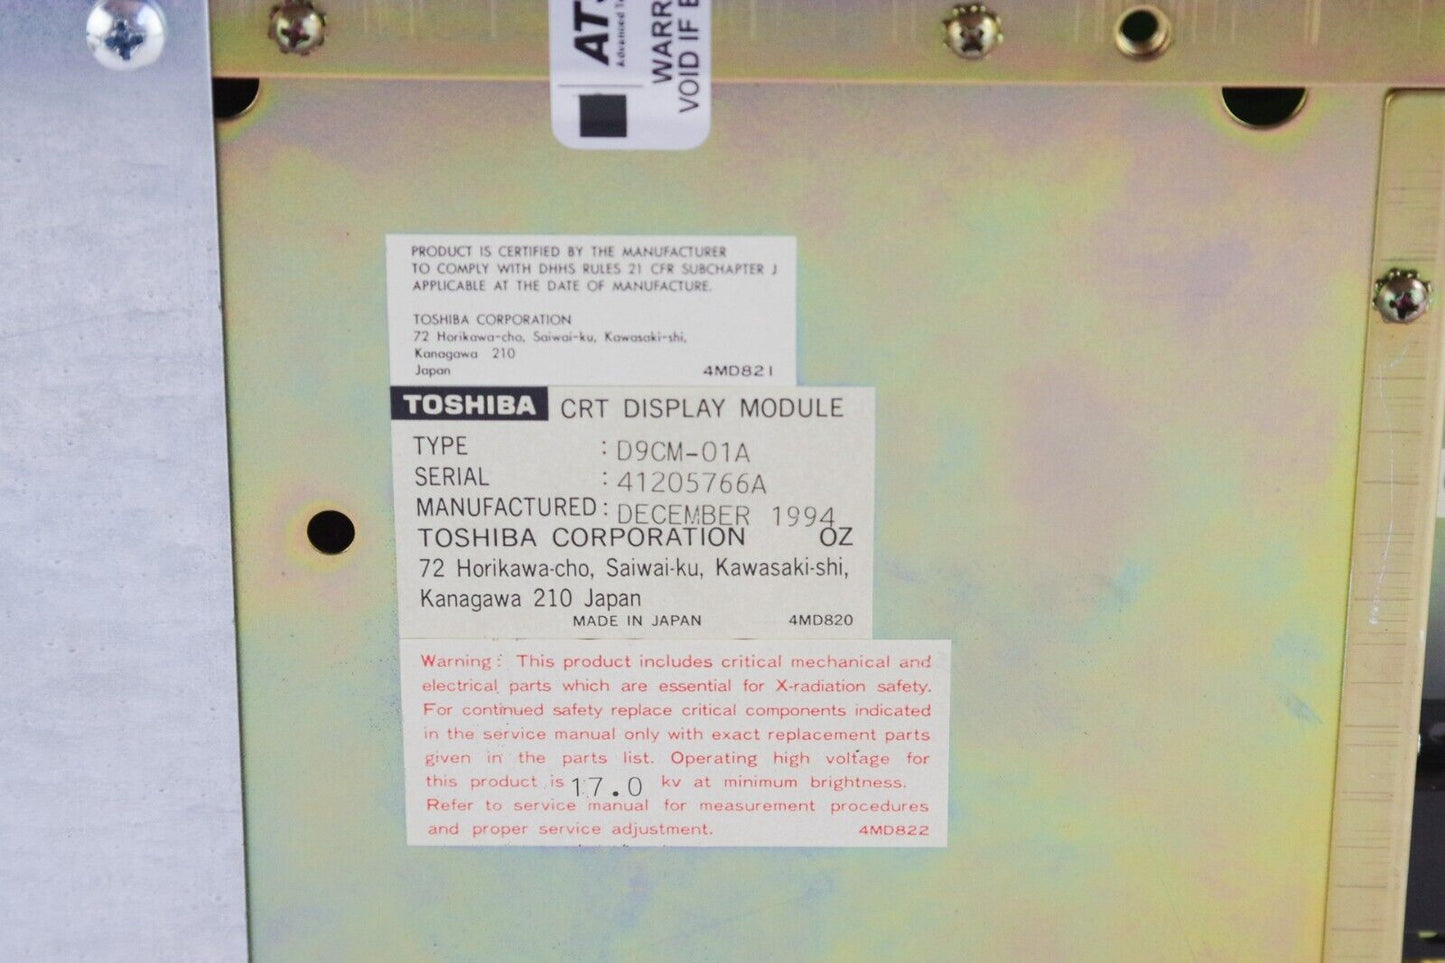 WARR
VOID IF
PRODUCT IS CERTIFIED BY THE MANUFACTURER
TO COMPLY WITH DHHS RULES 21 CFR SUBCHAPTER J
APPLICABLE AT THE DATE OF MANUFACTURE.
TOSHIBA CORPORATION
72 Horikawa-cho, Saiwai-ku, Kawasaki-shi,
Kanagawa 210
Japan 4MD821
TOSHIBA CRT DISPLAY MODULE
TYPE : D9CM-01A
SERIAL : 41205766A
MANUFACTURED : DECEMBER 1994
TOSHIBA CORPORATION OZ
72 Horikawa-cho, Saiwai-ku, Kawasaki-shi,
Kanagawa 210 Japan
MADE IN JAPAN 4MD820
Warning: This product includes critical mechanical and
electrical parts which are essential for X-radiation safety.
For continued safety replace critical components indicated
in the service manual only with exact replacement parts
given in the parts list. Operating high voltage for
this product is 17.0 kv at minimum brightness.
Refer to service manual for measurement procedures
and proper service adjustment. 4MD822